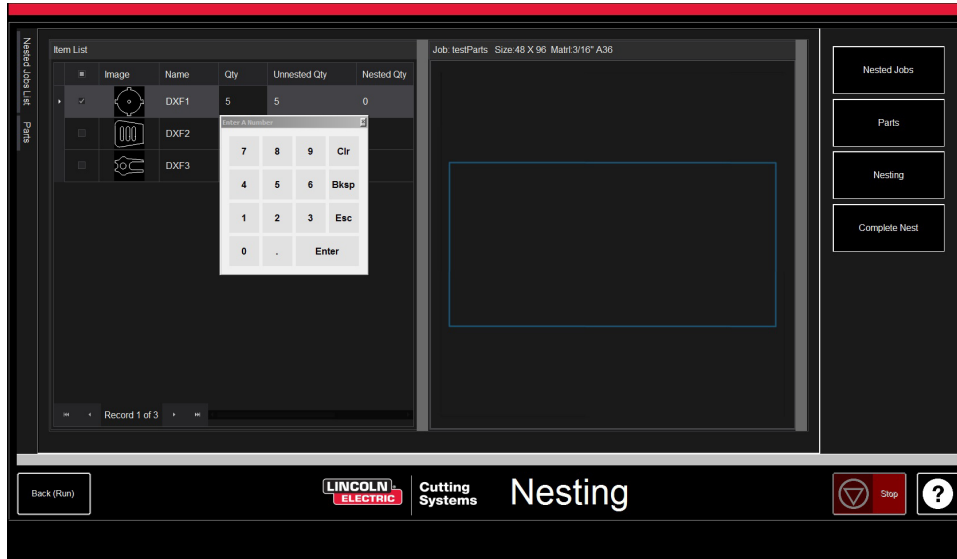 Nested Jobs List
Parts
Item List
Image Name Qty Unnested Qty Nested Qty
DXF1 5 5 0
DXF2
DXF3
Enter A Number
7 8 9 Clr
4 5 6 Bksp
1 2 3 Esc
0 . Enter
Record 1 of 3
Job: testParts Size:48 X 96 Matrl:3/16" A36
Nested Jobs
Parts
Nesting
Complete Nest
Back (Run)
LINCOLN
ELECTRIC
Cutting
Systems
Nesting
Stop
?